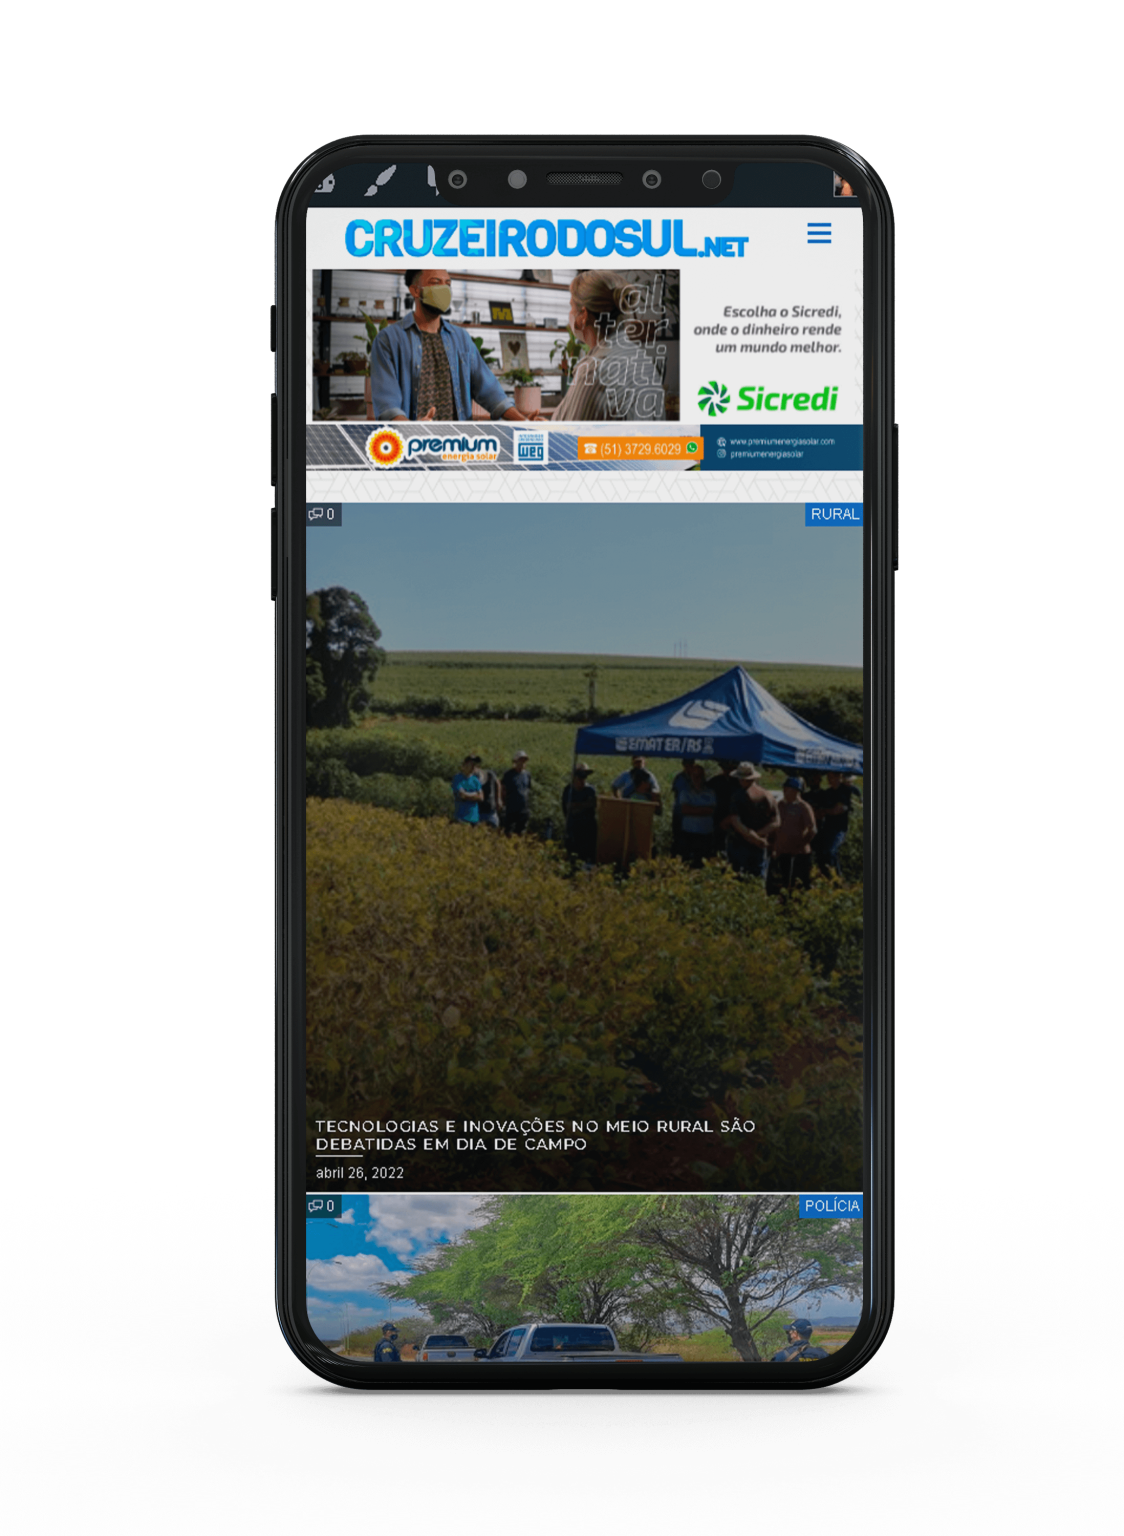 CRUZEIRODOSUL.NET
al
ter
nati
va
Escolha o Sicredi,
onde o dinheiro rende
um mundo melhor.
Sicredi
premium
energia solar
weg
(51) 3729.6029
www.premiumenergiasolar.com
premiumenergiasolar
0
RURAL
EMATER/RS
TECNOLOGIAS E INOVAÇÕES NO MEIO RURAL SÃO
DEBATIDAS EM DIA DE CAMPO
abril 26, 2022
0
POLÍCIA